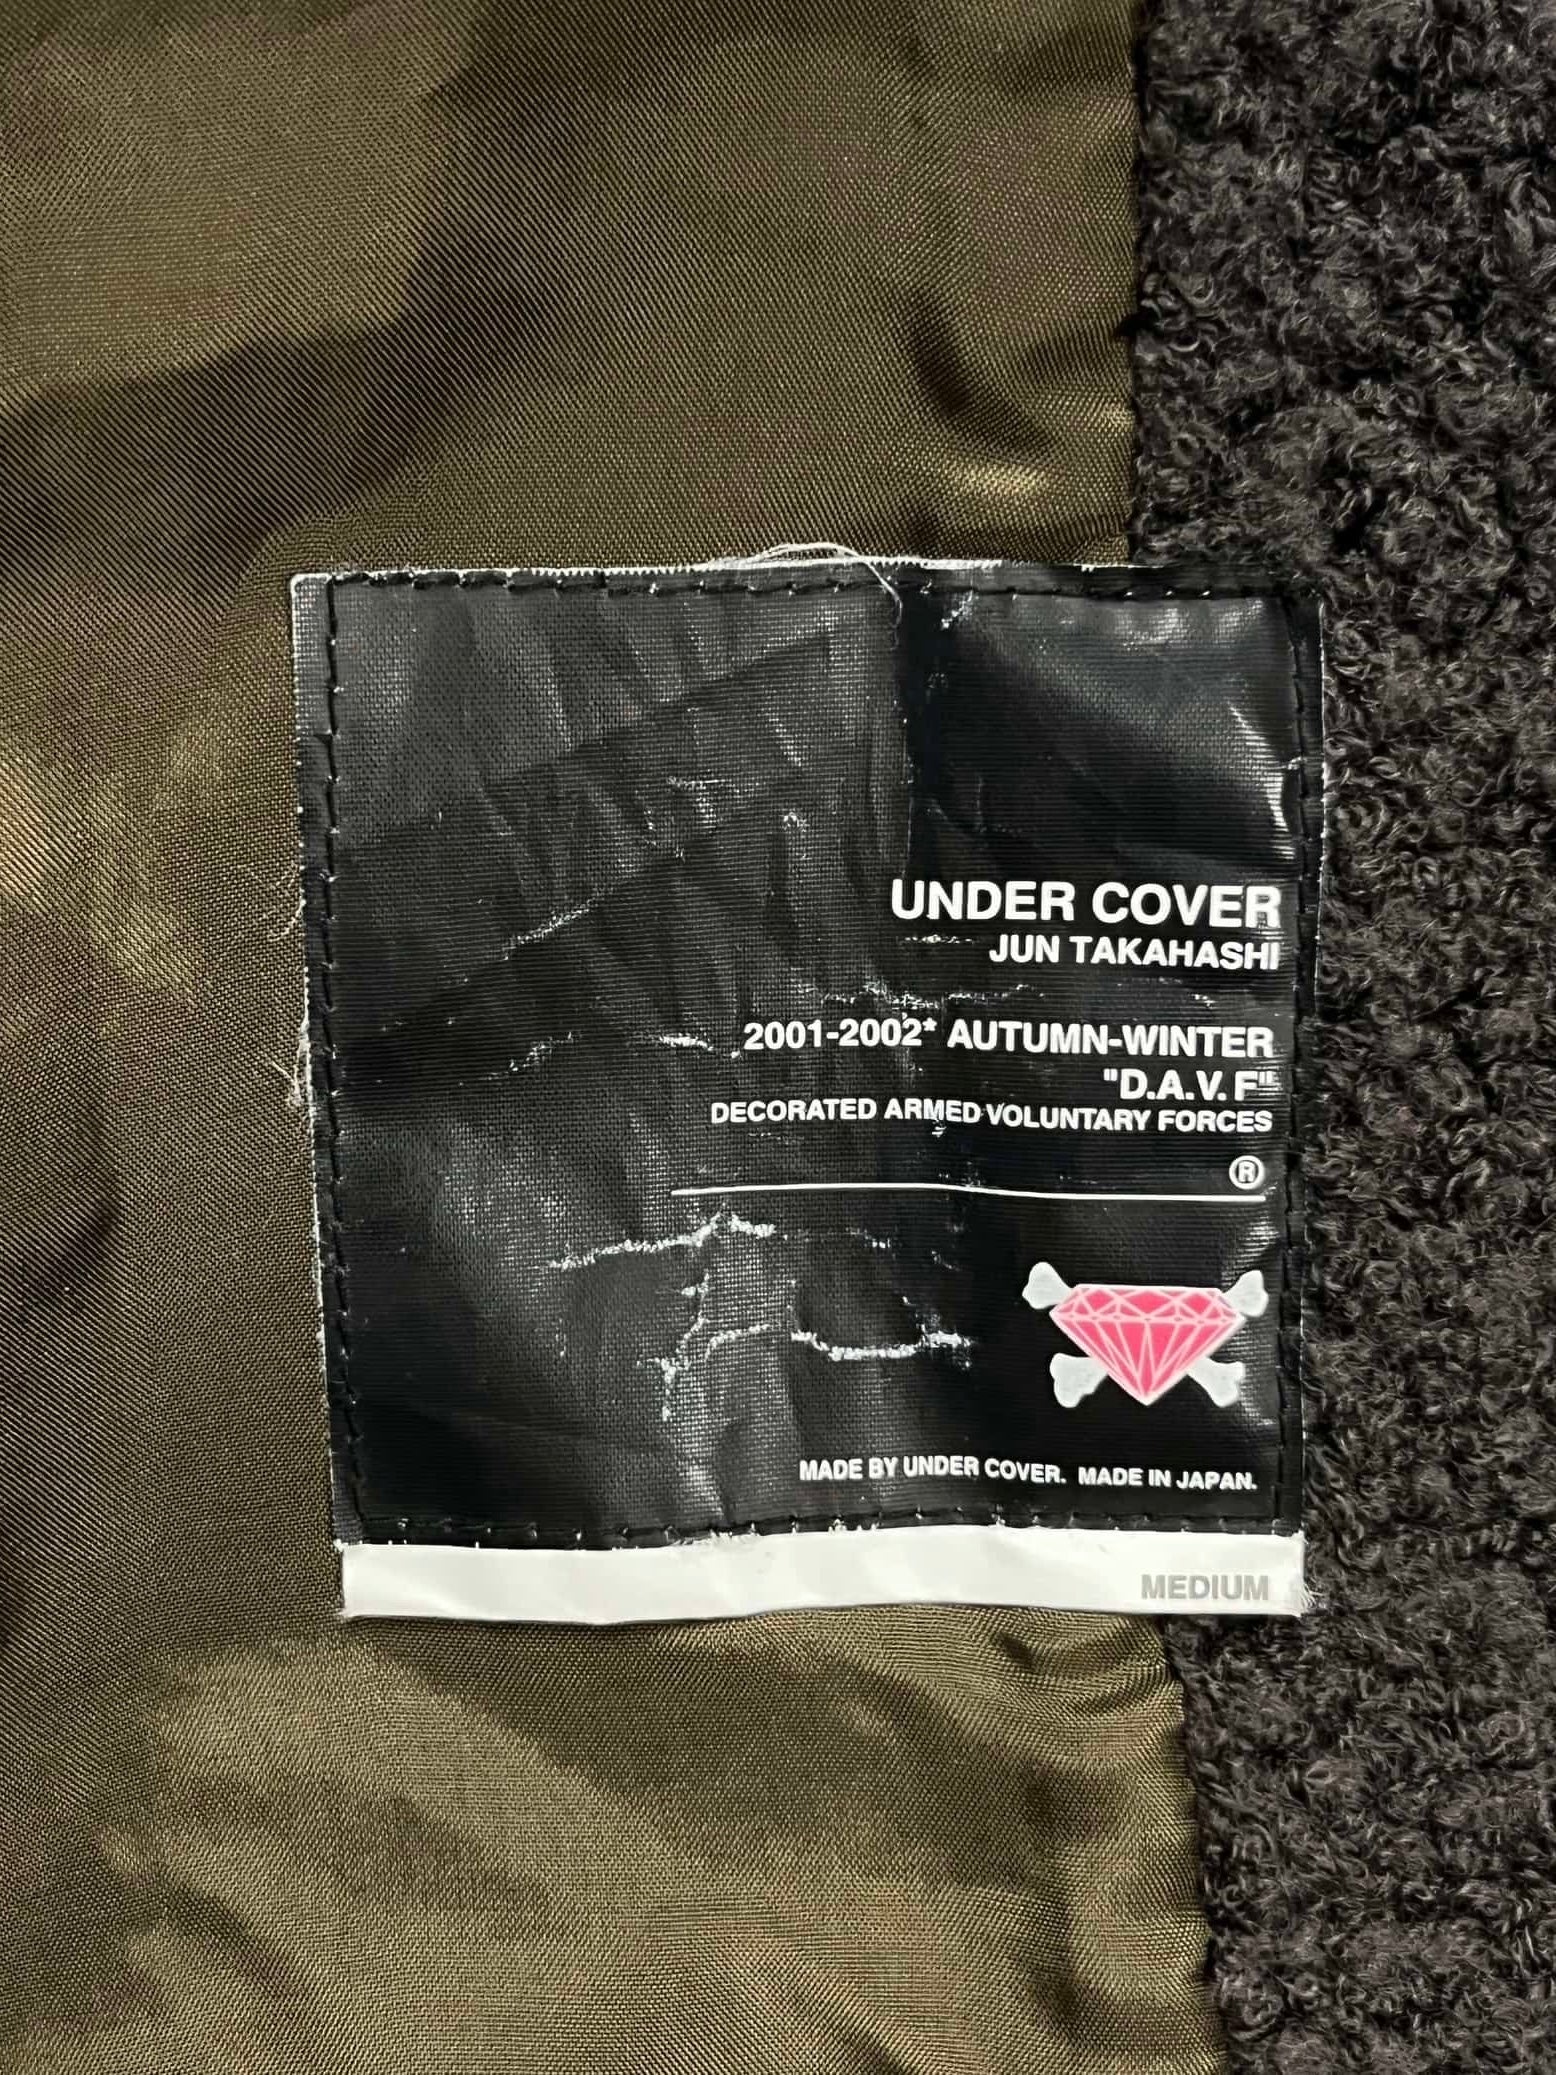 UNDER COVER
JUN TAKAHASHI
2001-2002* AUTUMN-WINTER
"D.A.V. F"
DECORATED ARMED VOLUNTARY FORCES
®
MADE BY UNDER COVER. MADE IN JAPAN.
MEDIUM